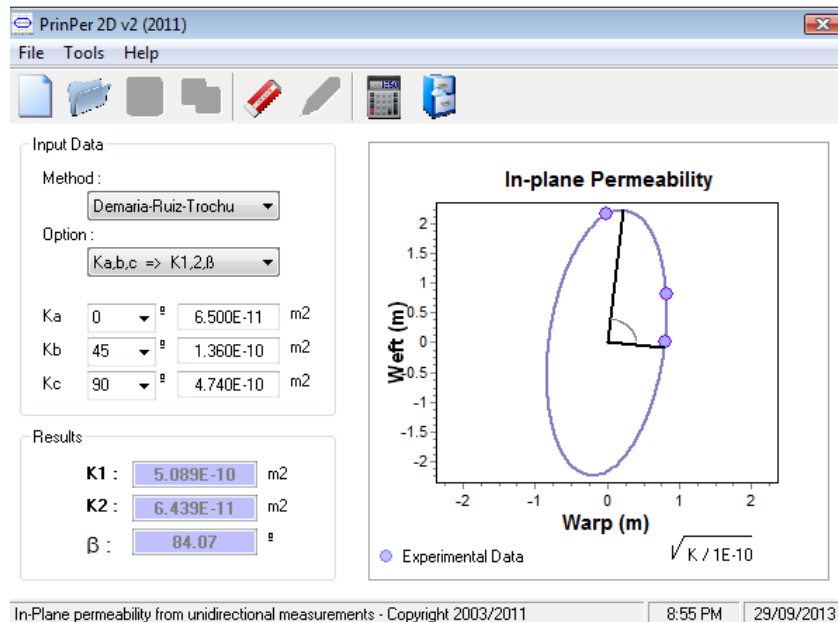 PrinPer 2D v2 (2011)
File Tools Help
Input Data
Method :
Demaria-Ruiz-Trochu
Option :
Ka,b,c => K1,2,ß
Ka 0 º 6.500E-11 m2
Kb 45 º 1.360E-10 m2
Kc 90 º 4.740E-10 m2
Results
K1 : 5.089E-10 m2
K2 : 6.439E-11 m2
β : 84.07 º
In-plane Permeability
Weft (m)
2
1.5
1
0.5
0
-0.5
-1
-1.5
-2
-2 -1 0 1 2
Warp (m)
Experimental Data
√K / 1E-10
In-Plane permeability from unidirectional measurements - Copyright 2003/2011
8:55 PM
29/09/2013